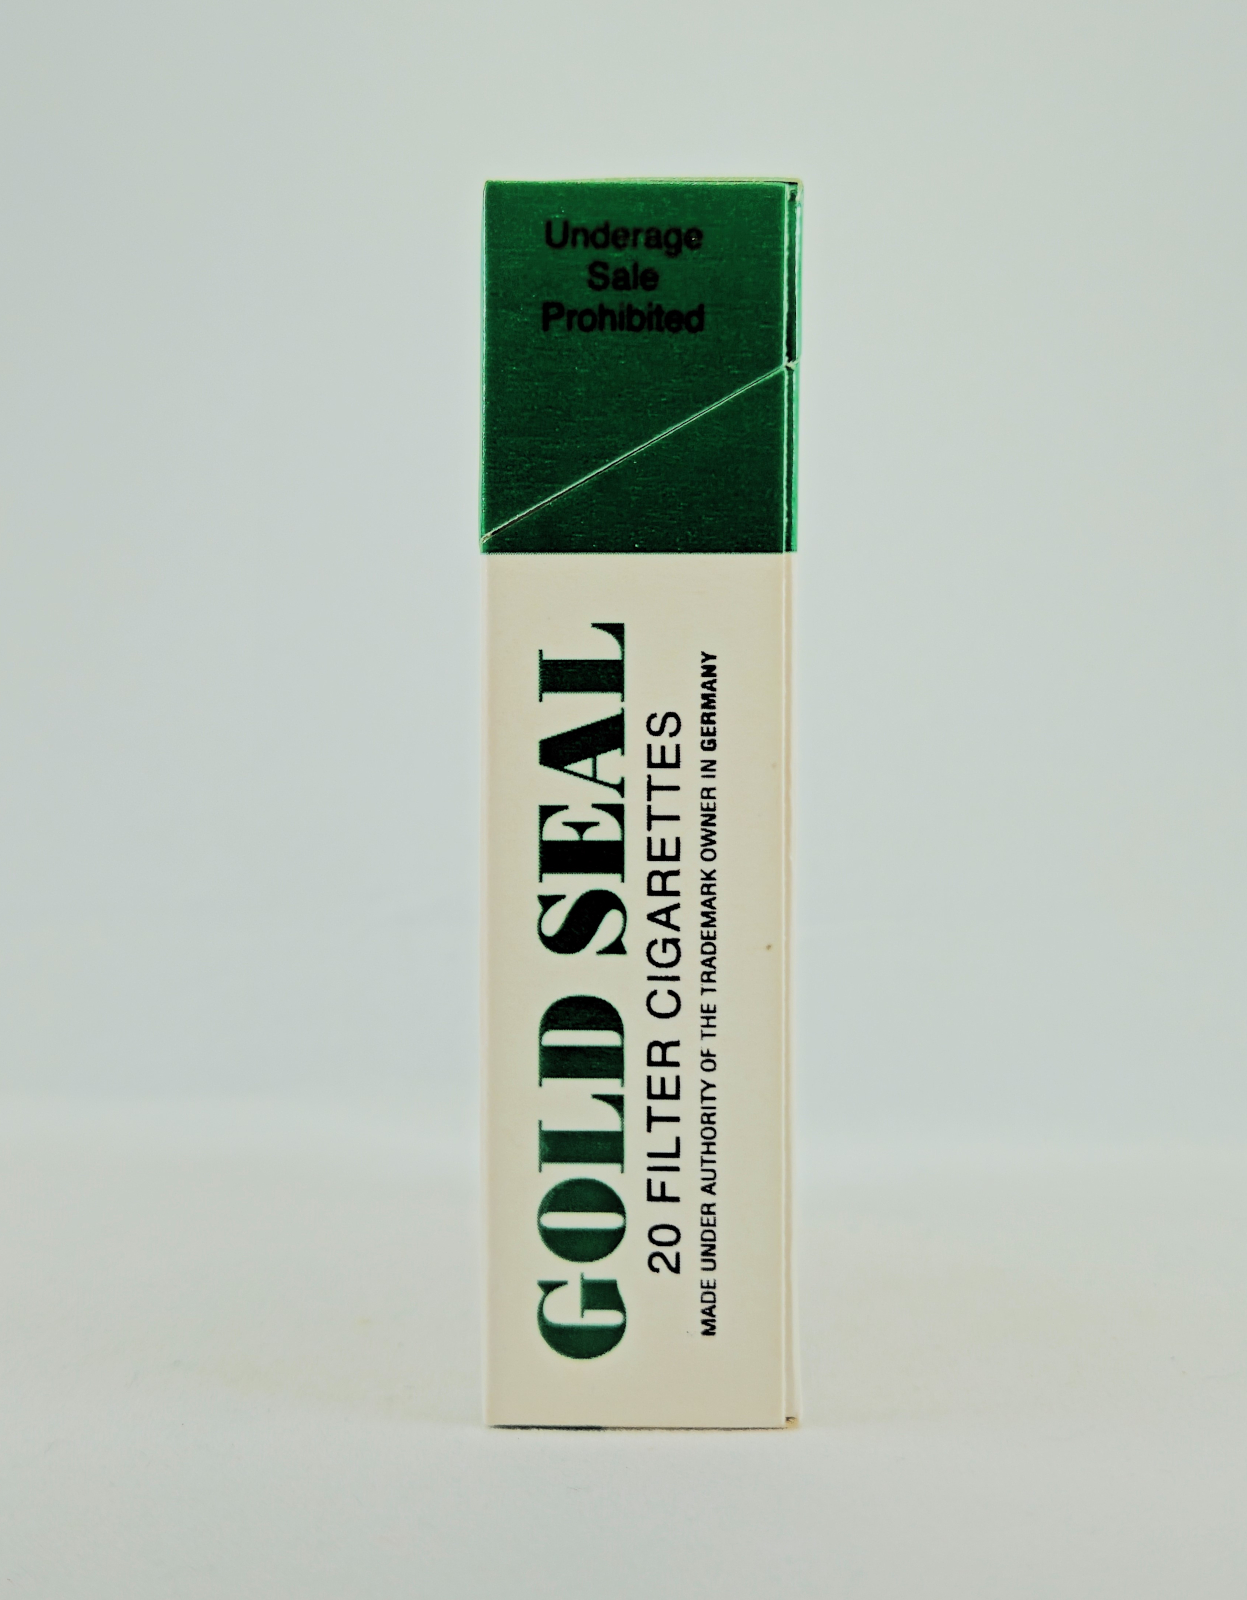 Underage
Sale
Prohibited
GOLD SEAL
20 FILTER CIGARETTES
MADE UNDER AUTHORITY OF THE TRADEMARK OWNER IN GERMANY